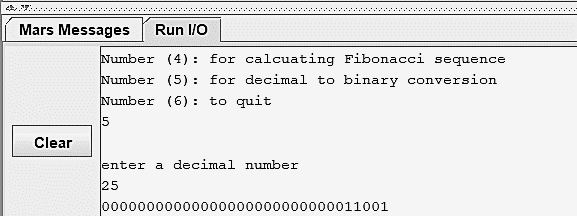 Mars Messages Run I/O
Number (4): for calcuating Fibonacci sequence
Number (5): for decimal to binary conversion
Number (6): to quit
5
Clear
enter a decimal number
25
00000000000000000000000000011001